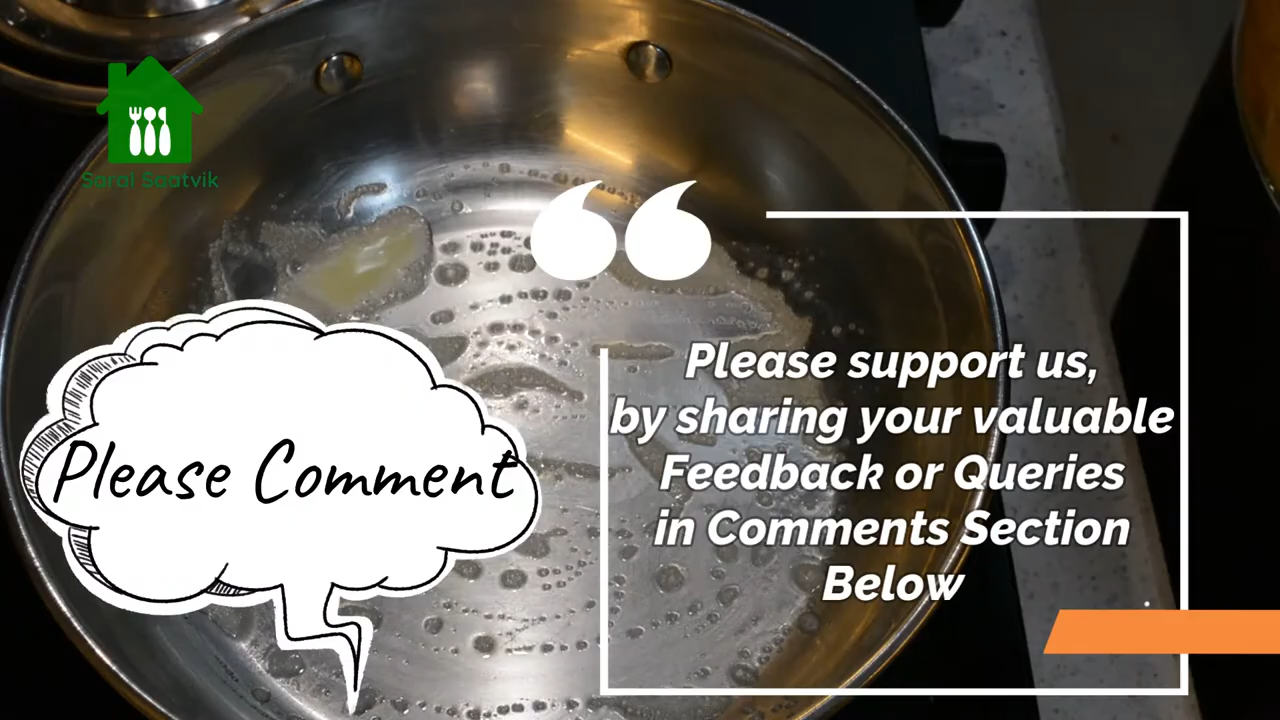 Saral Saatvik
Please Comment
Please support us,
by sharing your valuable
Feedback or Queries
in Comments Section
Below